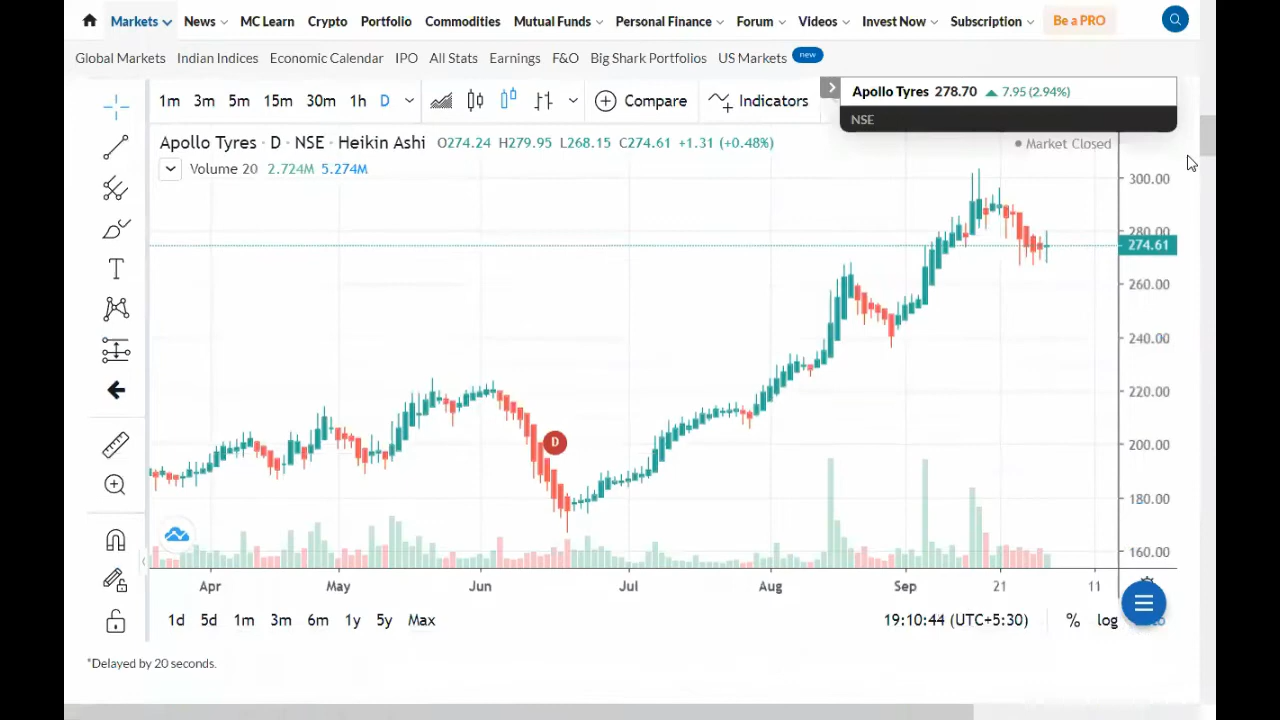 Markets News MC Learn Crypto Portfolio Commodities Mutual Funds Personal Finance Forum Videos Invest Now Subscription Be a PRO
Global Markets Indian Indices Economic Calendar IPO All Stats Earnings F&O Big Shark Portfolios US Markets new
1m 3m 5m 15m 30m 1h D Compare Indicators
Apollo Tyres 278.70 7.95 (2.94%)
NSE
Apollo Tyres · D · NSE · Heikin Ashi O274.24 H279.95 L268.15 C274.61 +1.31 (+0.48%)
Market Closed
Volume 20 2.724M 5.274M
300.00
280.00
274.61
260.00
240.00
220.00
D
200.00
180.00
160.00
Apr May Jun Jul Aug Sep 21 11
1d 5d 1m 3m 6m 1y 5y Max 19:10:44 (UTC+5:30) % log
*Delayed by 20 seconds.